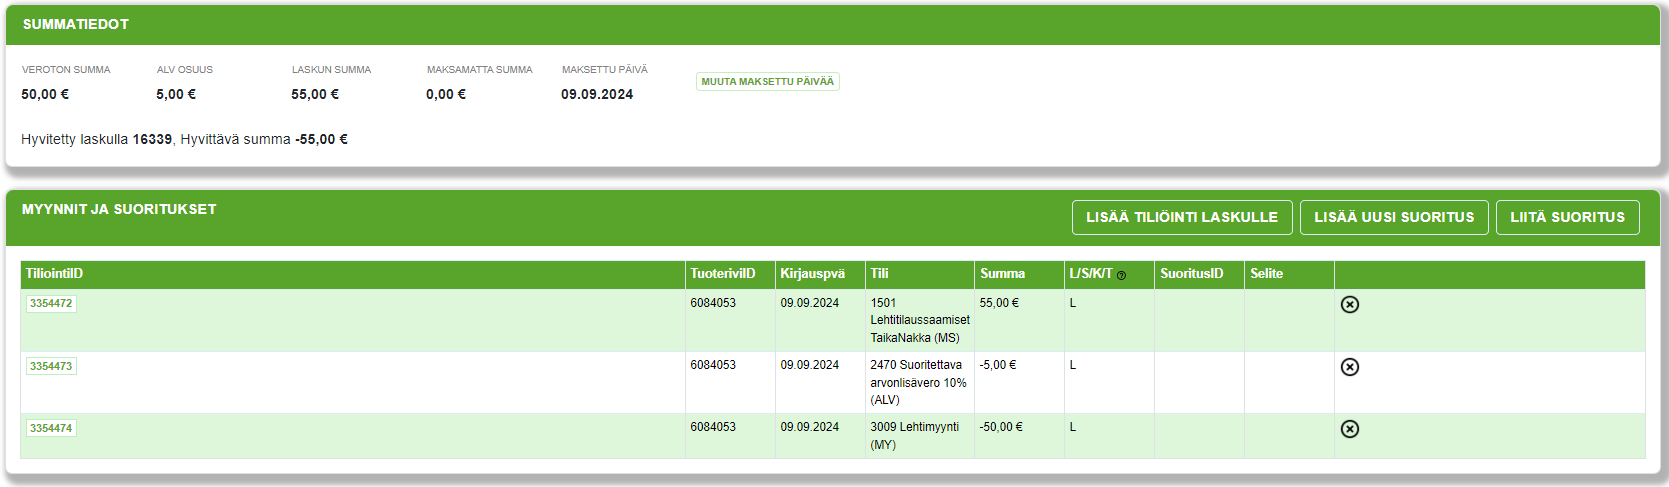 SUMMATIEDOT
VEROTON SUMMA ALV OSUUS LASKUN SUMMA MAKSAMATTA SUMMA MAKSETTU PÄIVÄ
50,00 € 5,00 € 55,00 € 0,00 € 09.09.2024 MUUTA MAKSETTU PÄIVÄÄ
Hyvitetty laskulla 16339, Hyvittävä summa -55,00 €
MYYNNIT JA SUORITUKSET LISÄÄ TILIÖINTI LASKULLE LISÄÄ UUSI SUORITUS LIITÄ SUORITUS
TiliointiID TuoteriviID Kirjauspvä Tili Summa L/S/K/T ? SuoritusID Selite
3354472 6084053 09.09.2024 1501 55,00 € L
Lehtitilaussaamiset
TaikaNakka (MS)
3354473 6084053 09.09.2024 2470 Suoritettava -5,00 € L
arvonlisävero 10%
(ALV)
3354474 6084053 09.09.2024 3009 Lehtimyynti -50,00 € L
(MY)